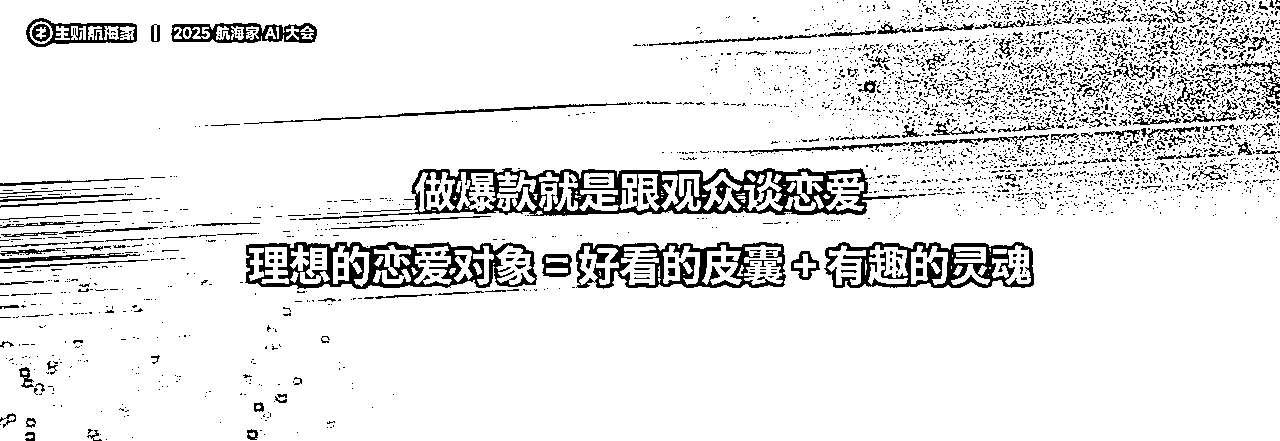 生财航海家 | 2025 航海家 AI 大会
做爆款就是跟观众谈恋爱
理想的恋爱对象 = 好看的皮囊 + 有趣的灵魂